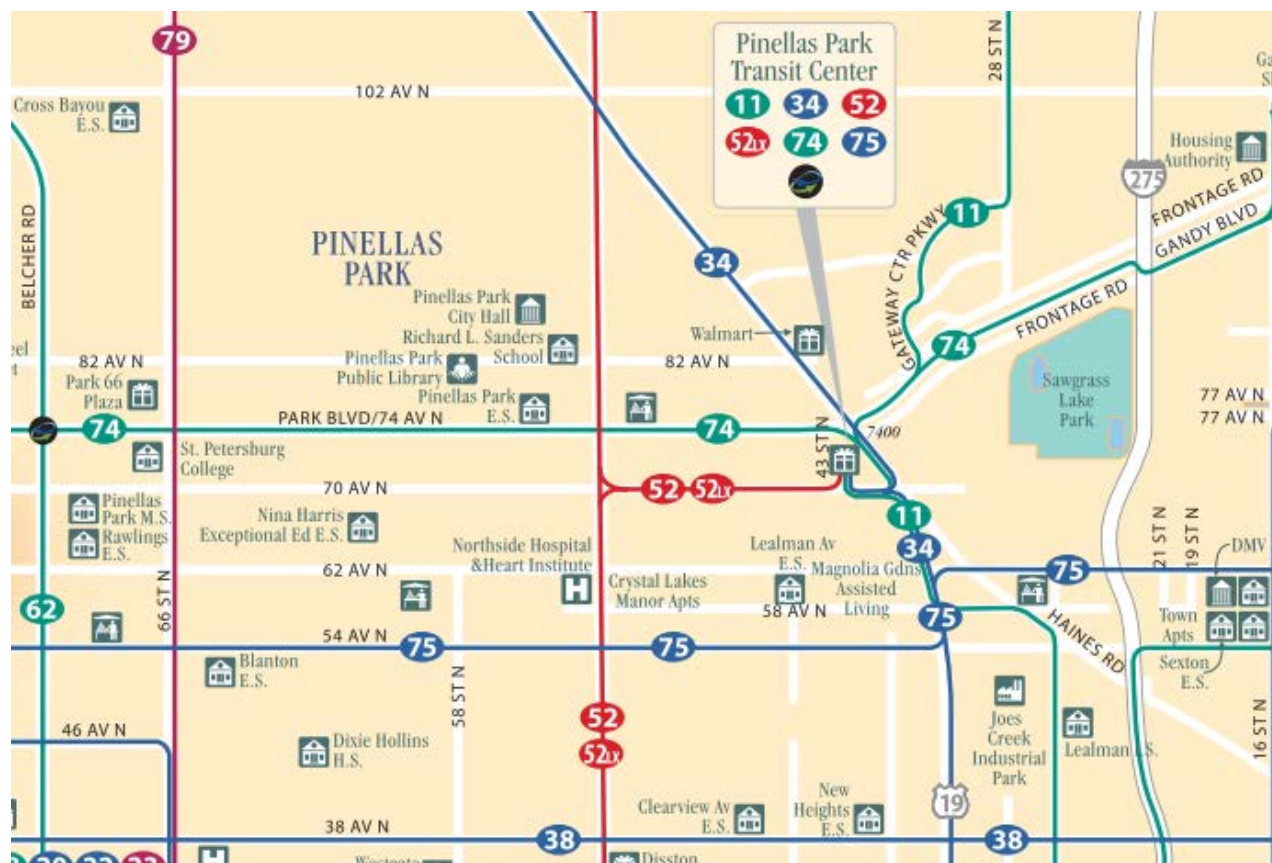 79
28 ST N
Pinellas Park
Transit Center
11
34
52
52LX
74
75
102 AV N
Cross Bayou
E.S.
Housing
Authority
275
FRONTAGE RD
GANDY BLVD
BELCHER RD
PINELLAS
PARK
11
34
GATEWAY CTR PKWY
FRONTAGE RD
Pinellas Park
City Hall
Richard L. Sanders
School
Walmart
74
82 AV N
82 AV N
Pinellas Park
Public Library
Park 66
Plaza
Pinellas Park
E.S.
Sawgrass
Lake
Park
77 AV N
77 AV N
PARK BLVD/74 AV N
74
74
7400
43 ST N
St. Petersburg
College
70 AV N
52
52LX
Pinellas
Park M.S.
Rawlings
E.S.
Nina Harris
Exceptional Ed E.S.
11
34
Northside Hospital
&Heart Institute
H
Lealman Av
E.S.
Magnolia Gdns
Assisted
Living
21 ST N
19 ST N
DMV
62 AV N
75
Crystal Lakes
Manor Apts
58 AV N
62
66 ST N
75
HAINES RD
Town
Apts
54 AV N
75
75
Sexton
E.S.
Blanton
E.S.
58 ST N
52
52LX
Joes
Creek
Industrial
Park
46 AV N
Dixie Hollins
H.S.
16 ST N
19
Clearview Av
E.S.
New
Heights
E.S.
38 AV N
38
38
H
Disston